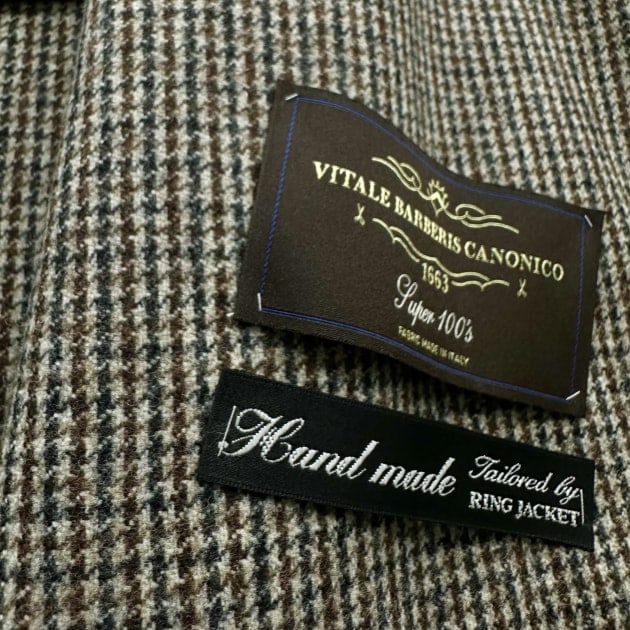 VITALE BARBERIS CANONICO
1663
Super 100's
FABRIC MADE IN ITALY
Hand made
Tailored by
RING JACKET